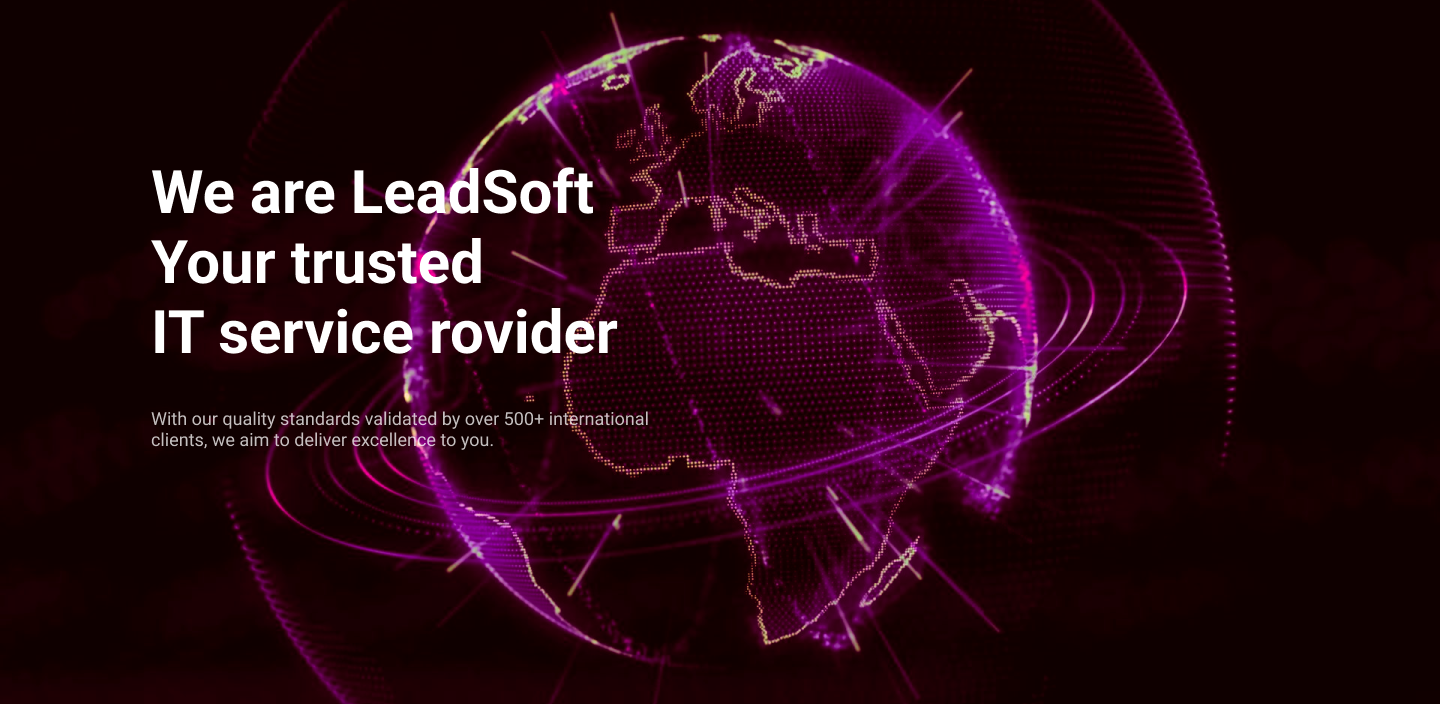 We are LeadSoft
Your trusted
IT service rovider
With our quality standards validated by over 500+ international
clients, we aim to deliver excellence to you.